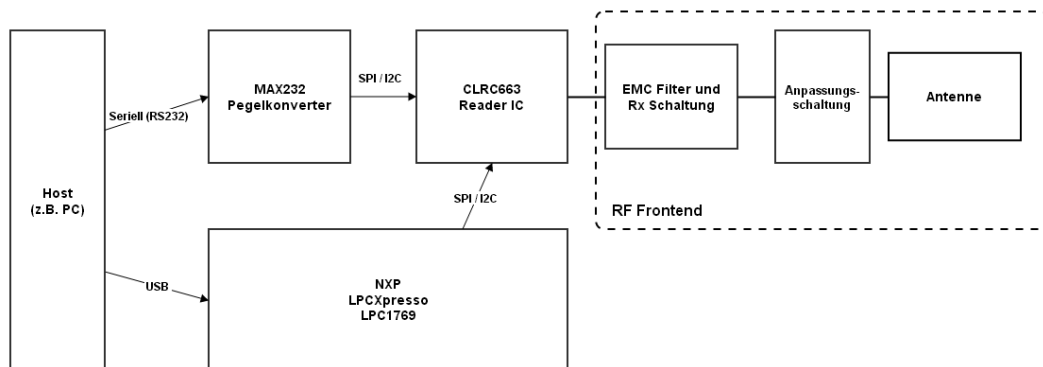 Host
(z.B. PC)
Seriell (RS232)
USB
MAX232
Pegelkonverter
SPI / I2C
CLRC663
Reader IC
SPI / I2C
NXP
LPCXpresso
LPC1769
EMC Filter und
Rx Schaltung
Anpassungs-
schaltung
Antenne
RF Frontend